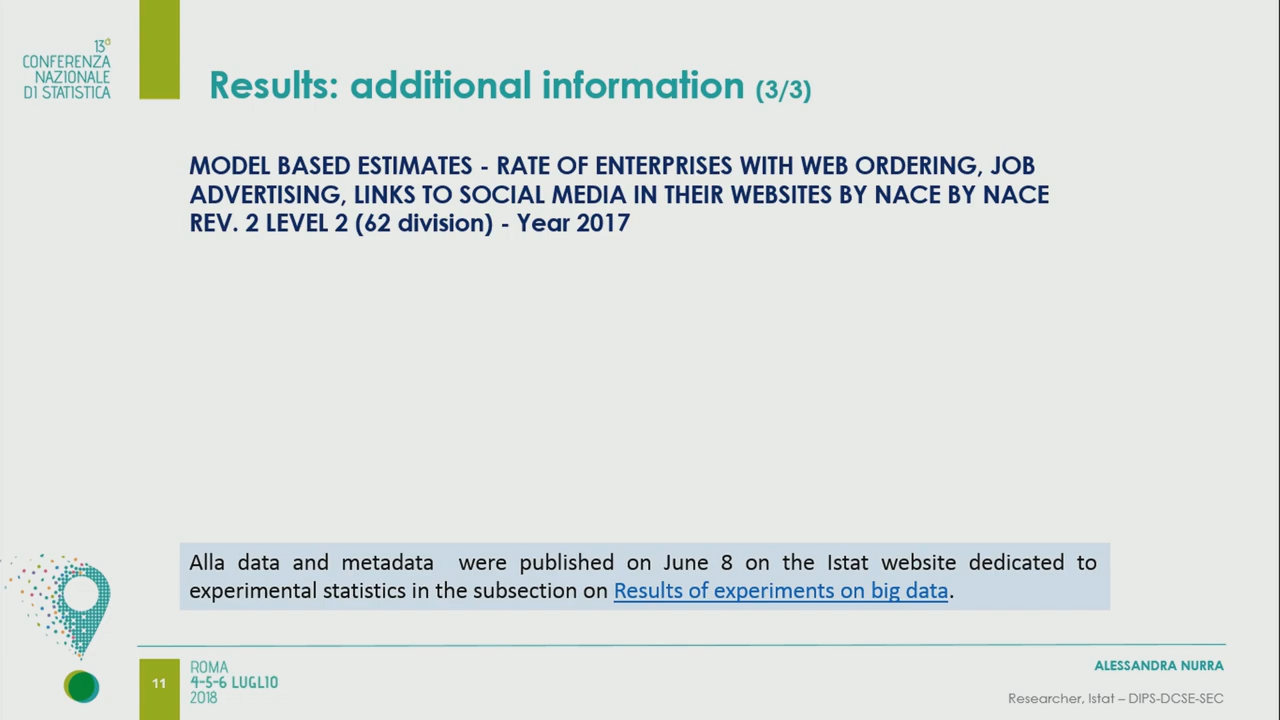 13a
CONFERENZA
NAZIONALE
DI STATISTICA
Results: additional information (3/3)
MODEL BASED ESTIMATES - RATE OF ENTERPRISES WITH WEB ORDERING, JOB
ADVERTISING, LINKS TO SOCIAL MEDIA IN THEIR WEBSITES BY NACE BY NACE
REV. 2 LEVEL 2 (62 division) - Year 2017
Alla data and metadata were published on June 8 on the Istat website dedicated to
experimental statistics in the subsection on Results of experiments on big data.
11
ROMA
4-5-6 LUGLIO
2018
ALESSANDRA NURRA
Researcher, Istat – DIPS-DCSE-SEC